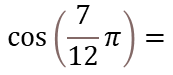 cos(7/12 π) =